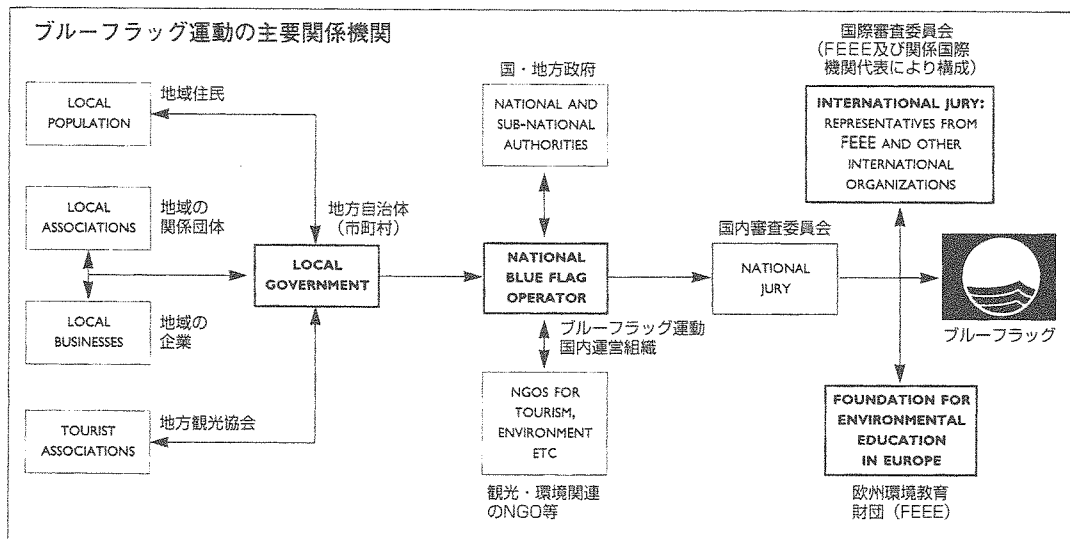 ブルーフラッグ運動の主要関係機関
LOCAL
POPULATION
地域住民
LOCAL
ASSOCIATIONS
地域の
関係団体
LOCAL
BUSINESSES
地域の
企業
TOURIST
ASSOCIATIONS
地方観光協会
地方自治体
（市町村）
LOCAL
GOVERNMENT
国・地方政府
NATIONAL AND
SUB-NATIONAL
AUTHORITIES
NATIONAL
BLUE FLAG
OPERATOR
ブルーフラッグ運動
国内運営組織
NGOS FOR
TOURISM,
ENVIRONMENT
ETC
観光・環境関連
のNGO等
国内審査委員会
NATIONAL
JURY
国際審査委員会
（FEEE及び関係国際
機関代表により構成）
INTERNATIONAL JURY:
REPRESENTATIVES FROM
FEEE AND OTHER
INTERNATIONAL
ORGANIZATIONS
ブルーフラッグ
FOUNDATION FOR
ENVIRONMENTAL
EDUCATION
IN EUROPE
欧州環境教育
財団（FEEE）